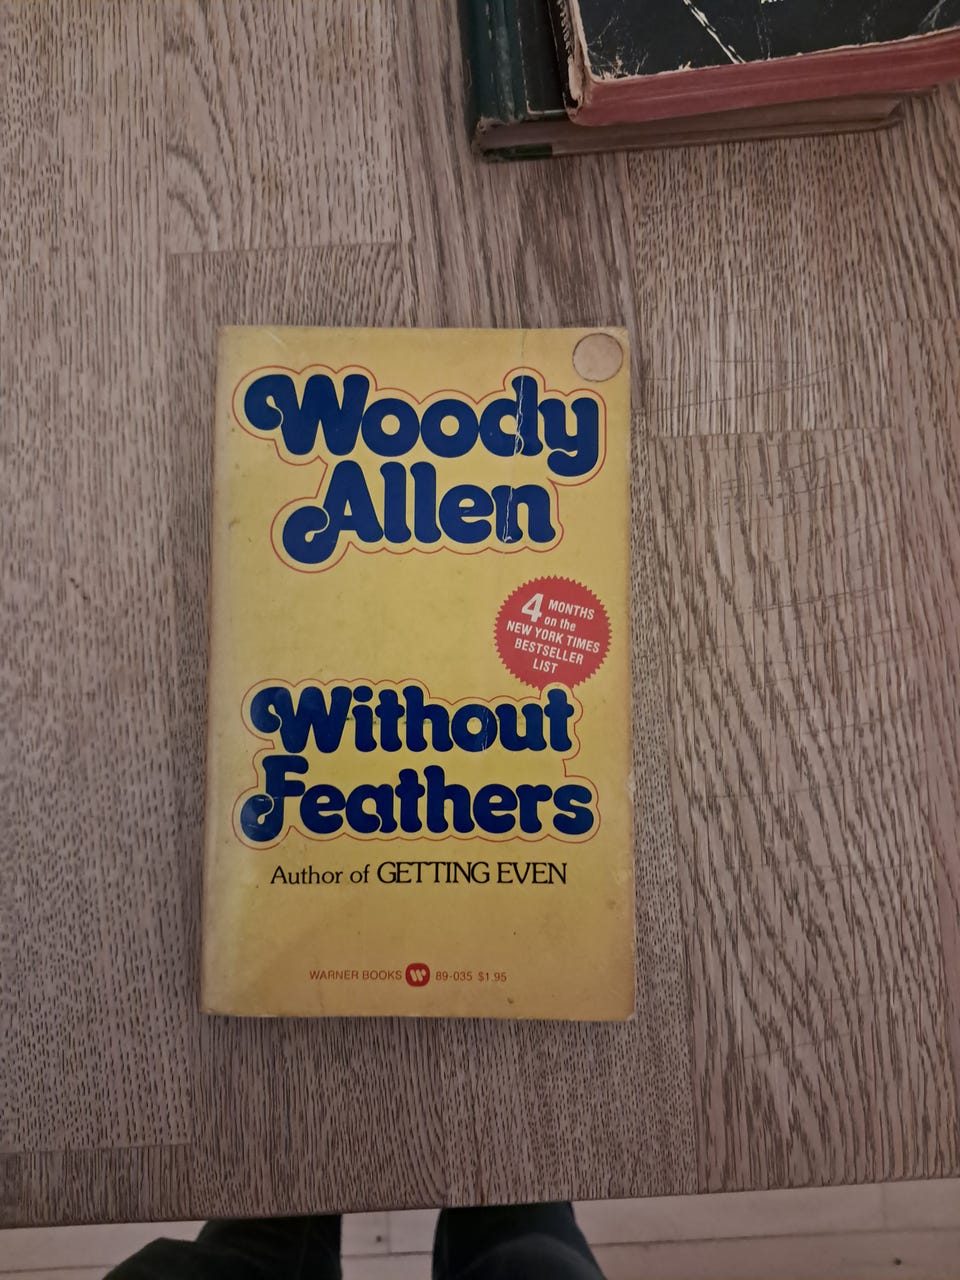 Woody
Allen
4 MONTHS
on the
NEW YORK TIMES
BESTSELLER
LIST
Without
Feathers
Author of GETTING EVEN
WARNER BOOKS W 89-035 $1.95